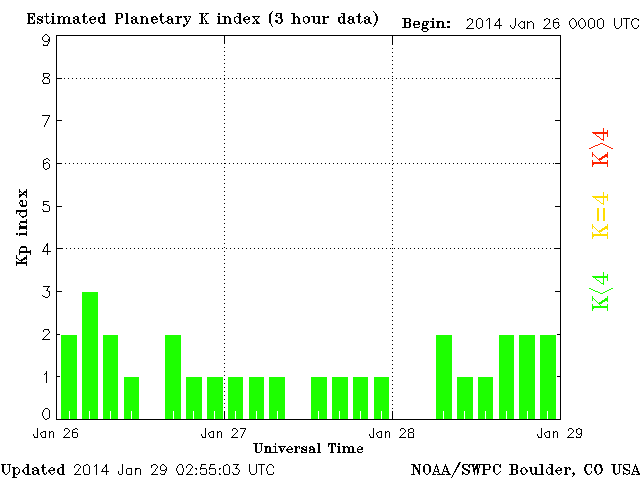 Estimated Planetary K index (3 hour data) Begin: 2014 Jan 26 0000 UTC
9
8
7
6
5
4
3
2
1
0
Kp index
K>4
K=4
K<4
Jan 26 Jan 27 Jan 28 Jan 29
Universal Time
Updated 2014 Jan 29 02:55:03 UTC NOAA/SWPC Boulder, CO USA